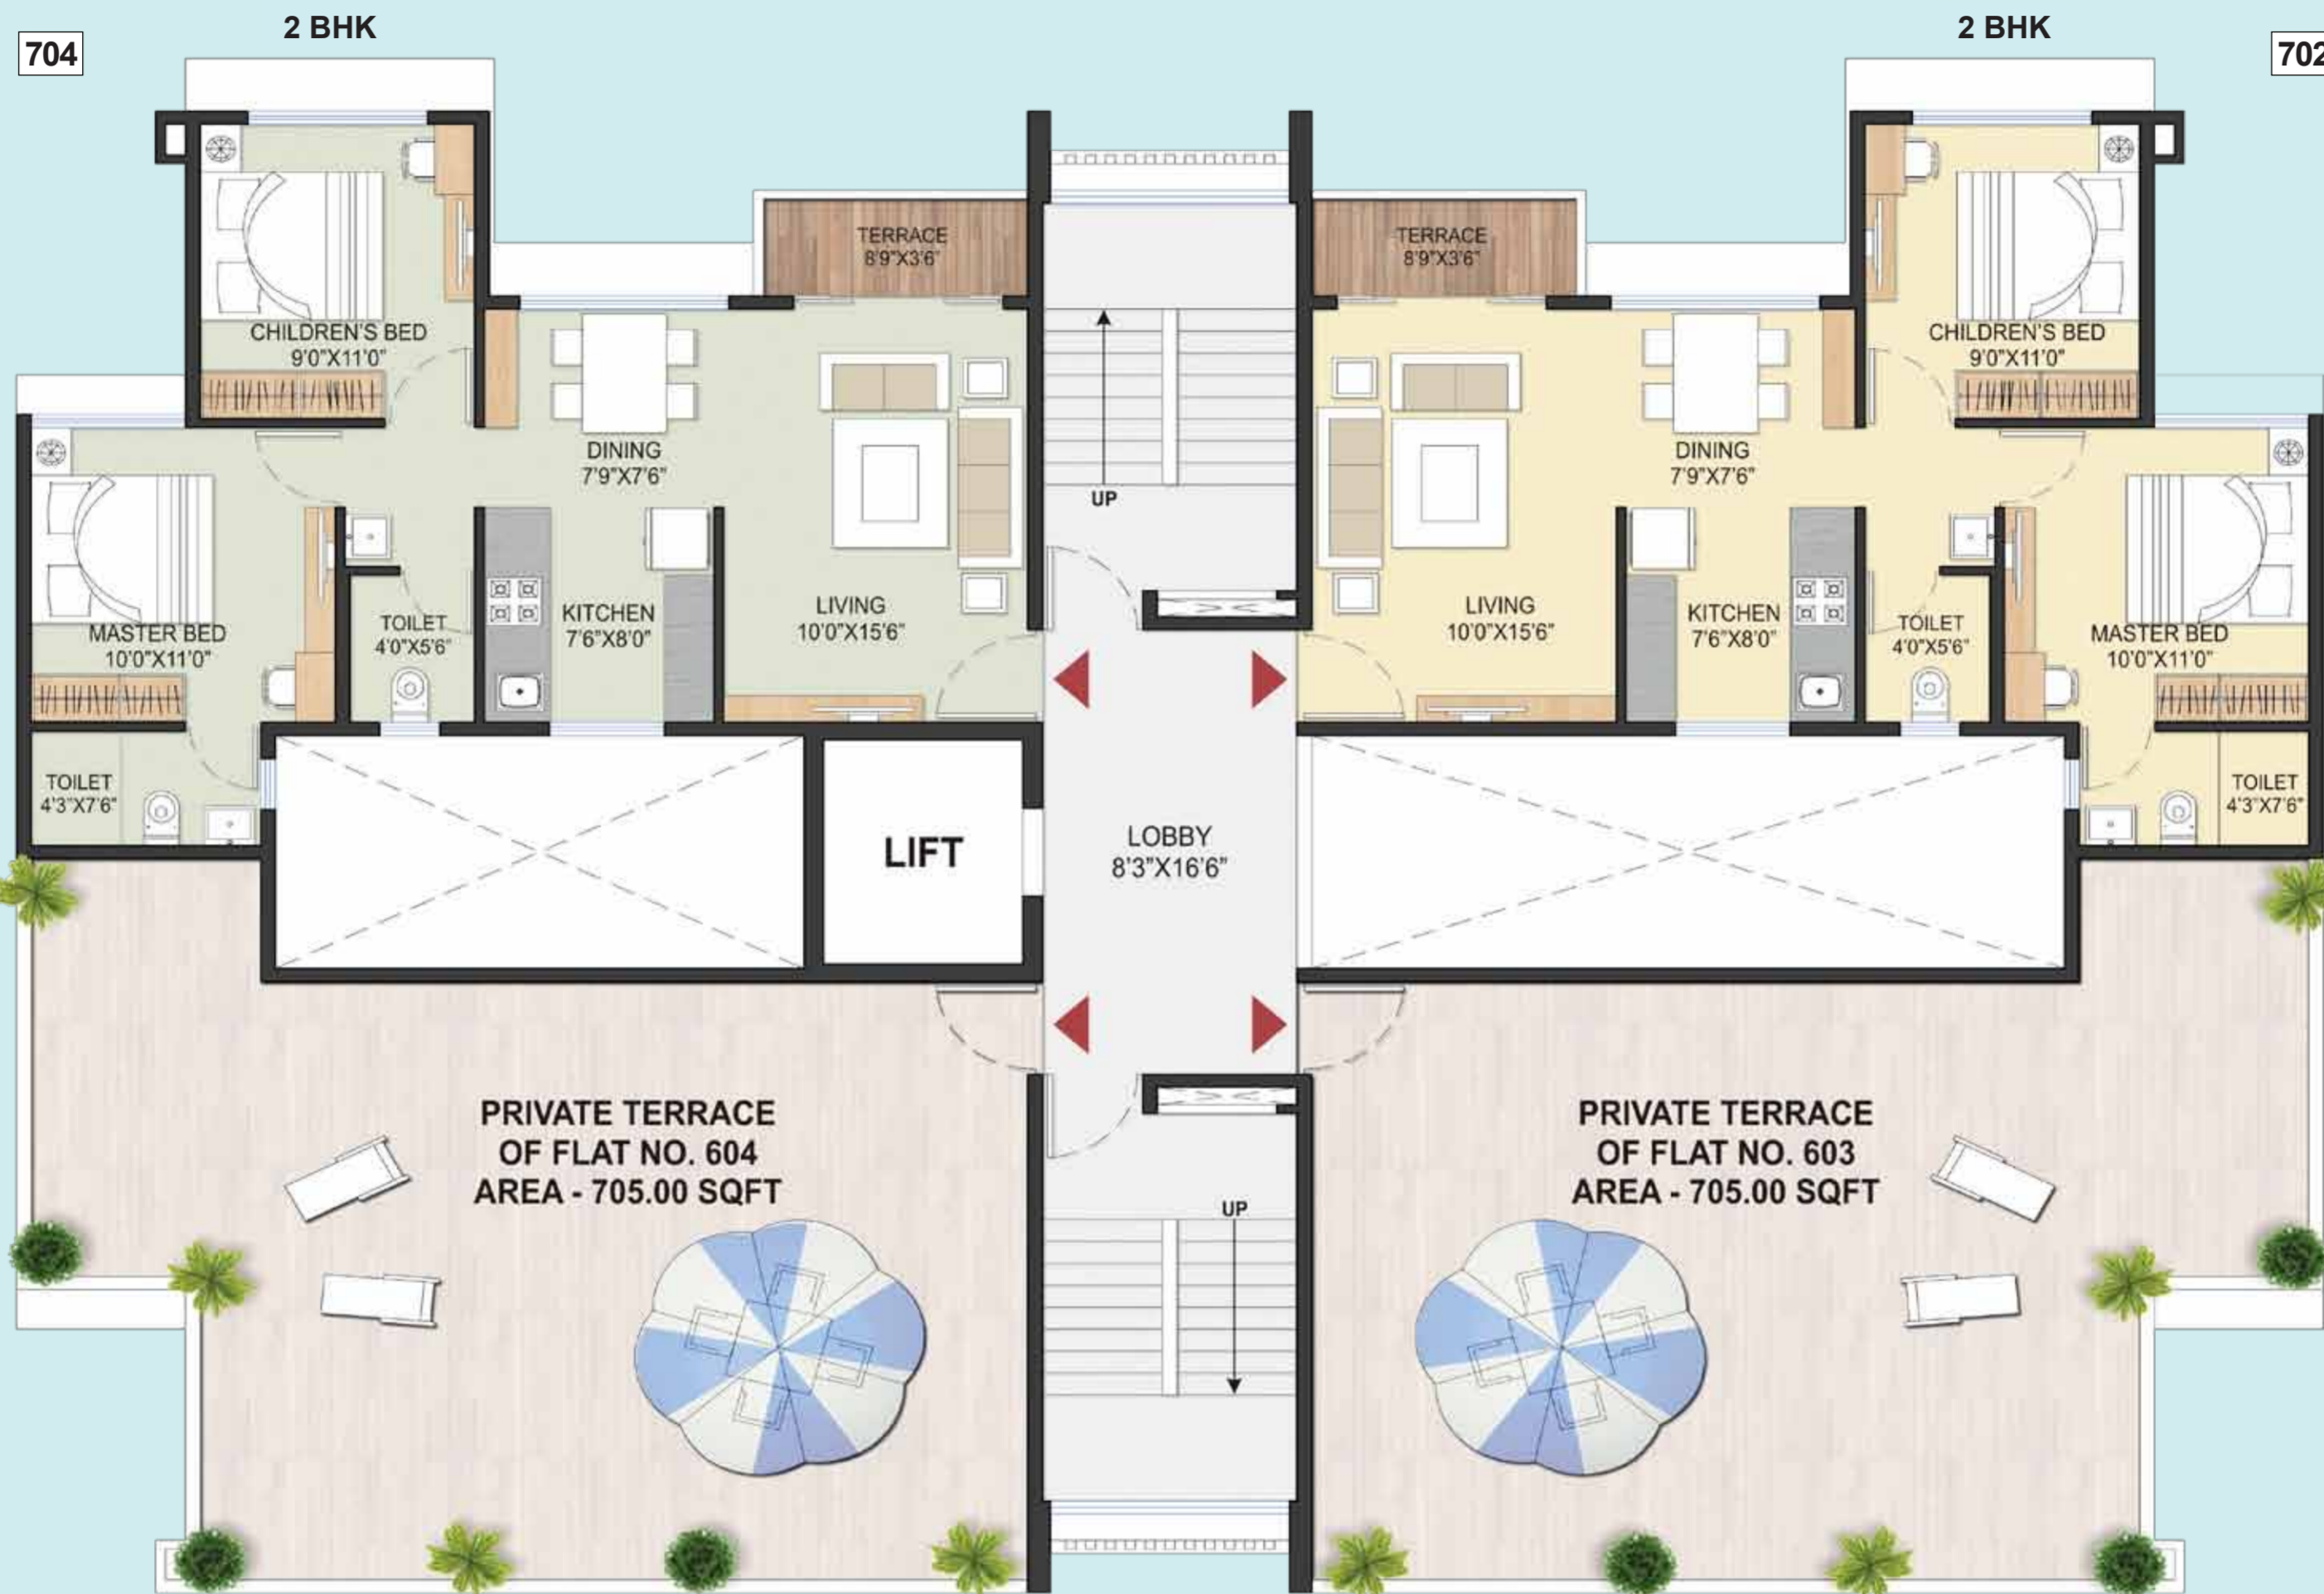 2 BHK
2 BHK
704
702
TERRACE
8'9"X3'6"
TERRACE
8'9"X3'6"
CHILDREN'S BED
9'0"X11'0"
CHILDREN'S BED
9'0"X11'0"
DINING
7'9"X7'6"
DINING
7'9"X7'6"
UP
MASTER BED
10'0"X11'0"
TOILET
4'0"X5'6"
KITCHEN
7'6"X8'0"
LIVING
10'0"X15'6"
LIVING
10'0"X15'6"
KITCHEN
7'6"X8'0"
TOILET
4'0"X5'6"
MASTER BED
10'0"X11'0"
TOILET
4'3"X7'6"
TOILET
4'3"X7'6"
LIFT
LOBBY
8'3"X16'6"
PRIVATE TERRACE
OF FLAT NO. 604
AREA - 705.00 SQFT
PRIVATE TERRACE
OF FLAT NO. 603
AREA - 705.00 SQFT
UP